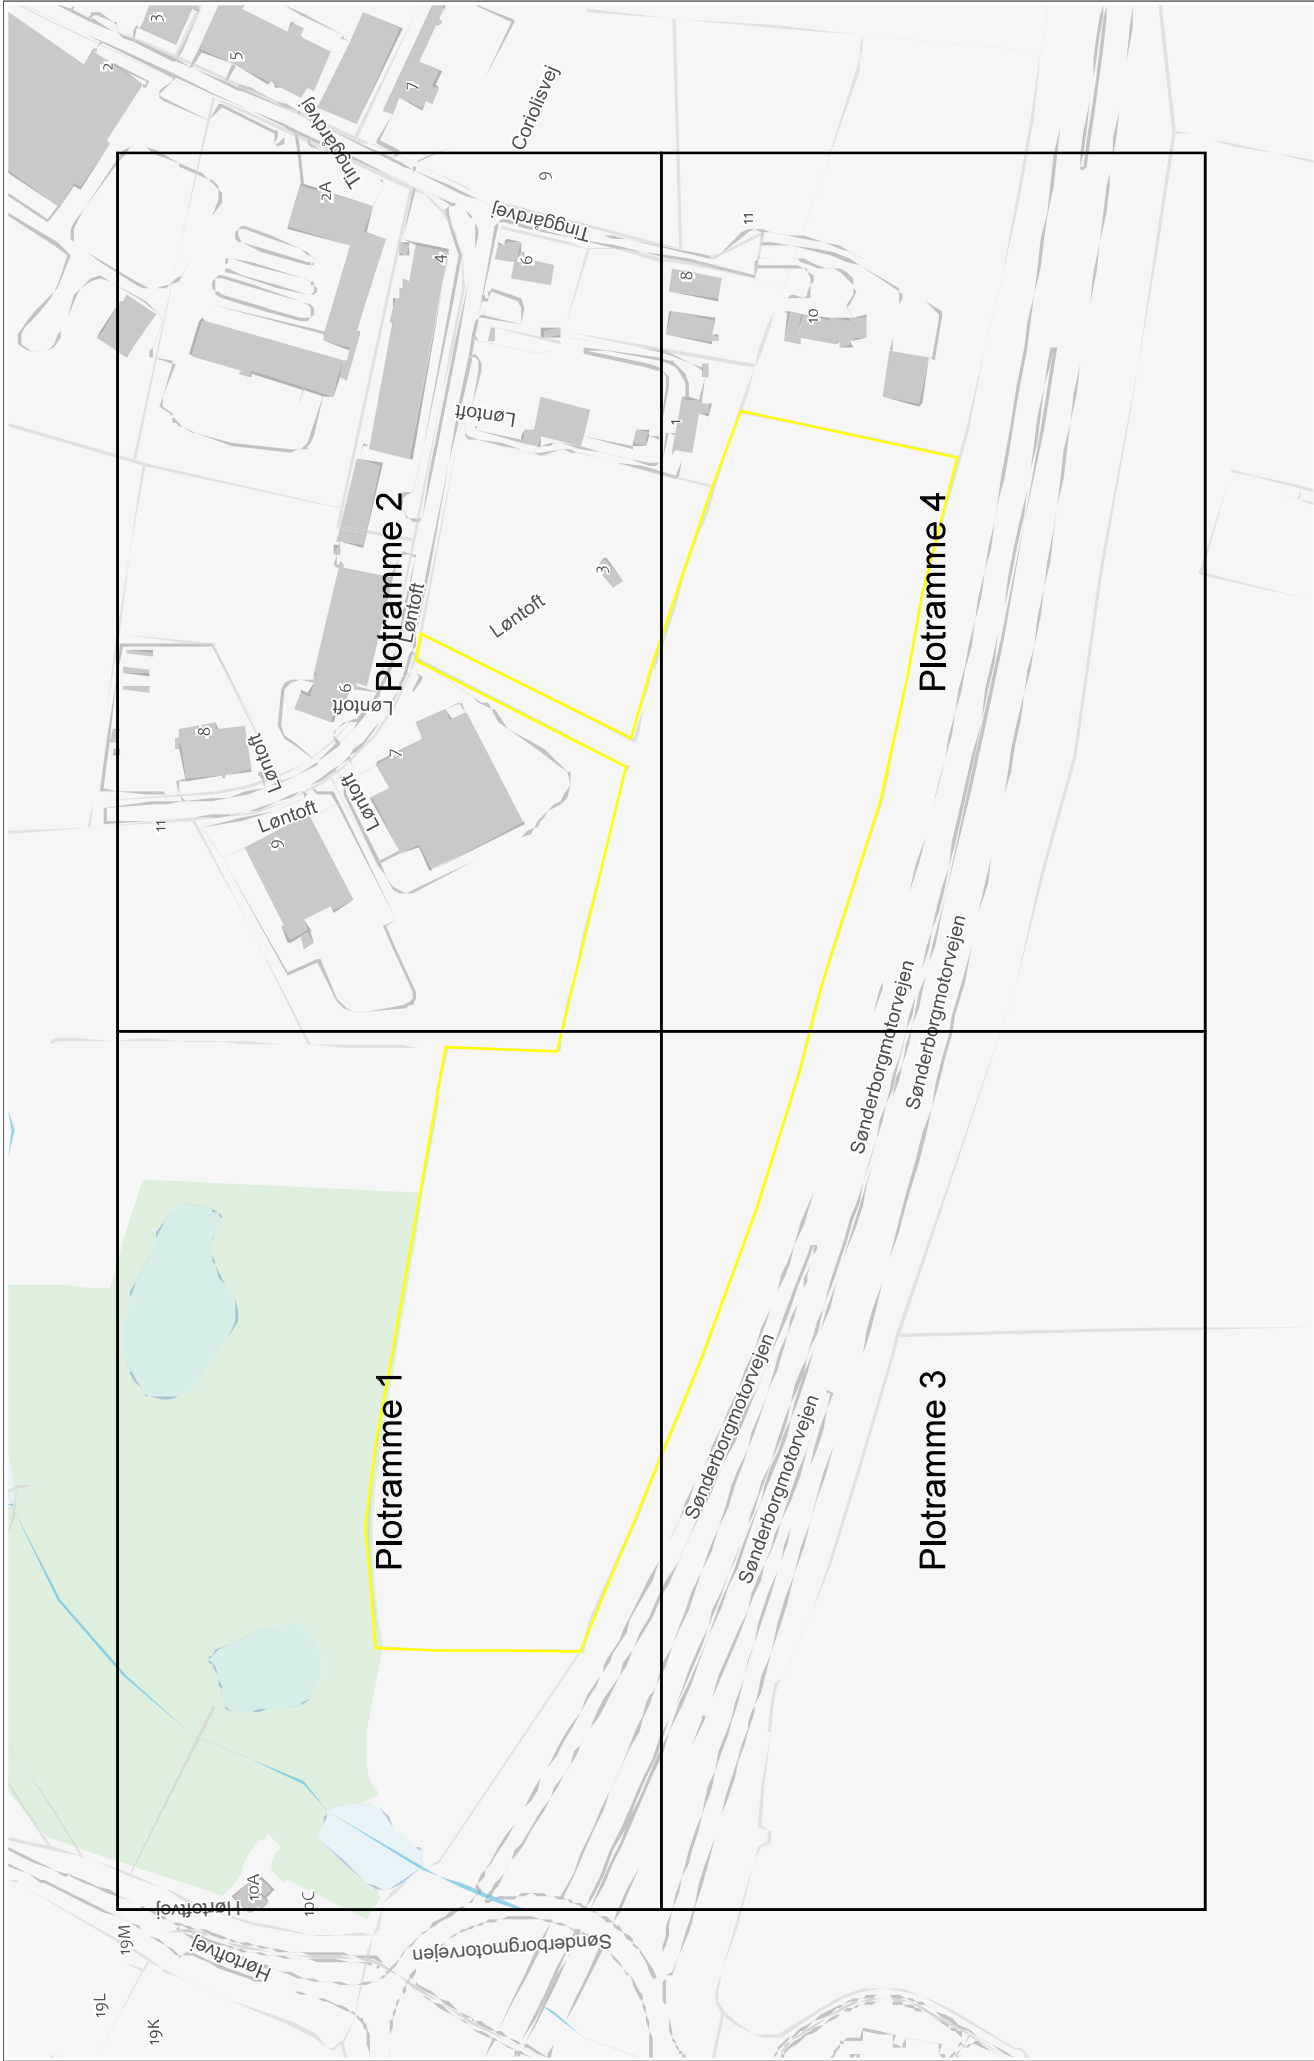 3
2
5
7
Tinggårdvej
Coriolisvej
2A
9
Tinggårdvej
11
4
6
8
10
Løntoft
1
Plotramme 2
Plotramme 4
Løntoft
3
Løntoft
6
Løntoft
8
Løntoft
7
Løntoft
Løntoft
11
9
Sønderborgmotorvejen
Sønderborgmotorvejen
Plotramme 1
Plotramme 3
Sønderborgmotorvejen
Sønderborgmotorvejen
10A
10C
Hørtoftvej
19M
Hørtoftvej
Sønderborgmotorvejen
19L
19K